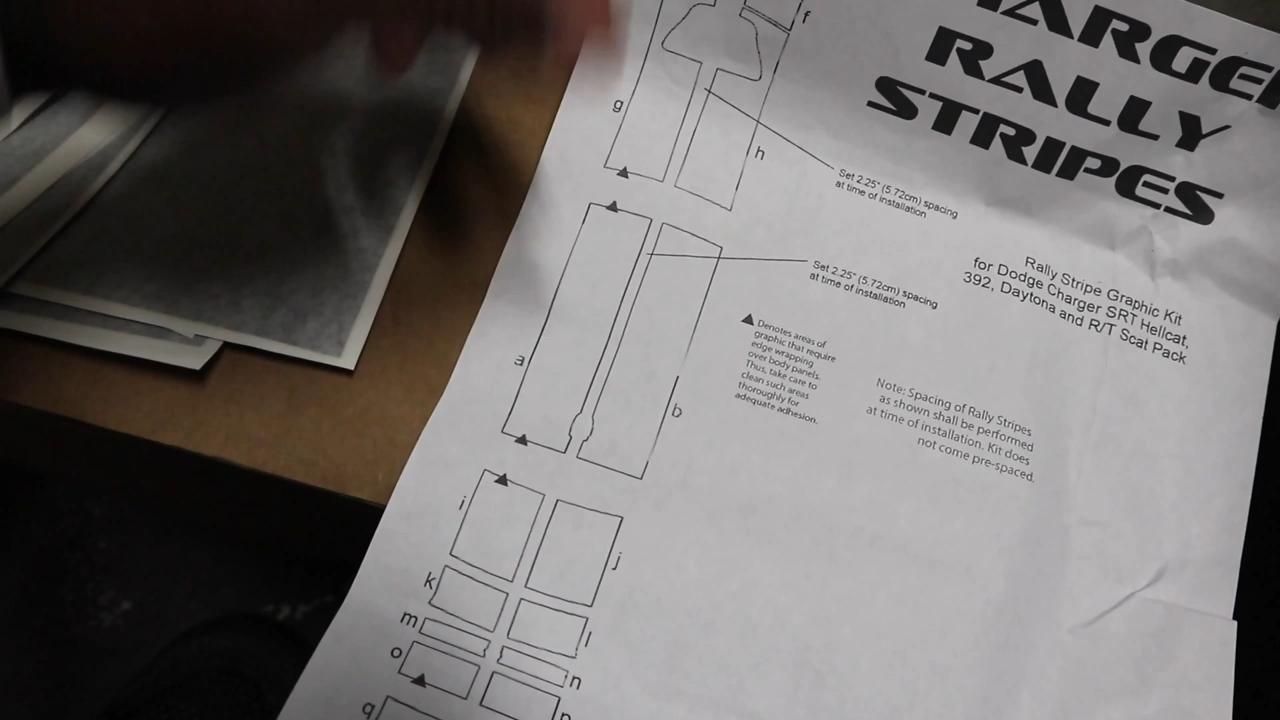 f
HARGER
RALLY
STRIPES
g
h
Set 2.25" (5.72cm) spacing
at time of installation
Rally Stripe Graphic Kit
for Dodge Charger SRT Hellcat,
392, Daytona and R/T Scat Pack
Set 2.25" (5.72cm) spacing
at time of installation
a
b
Denotes areas of
graphic that require
edge wrapping
over body panels.
Thus, take care to
clean such areas
thoroughly for
adequate adhesion.
Note: Spacing of Rally Stripes
as shown shall be performed
at time of installation. Kit does
not come pre-spaced.
i
j
k
l
m
n
o
p
q